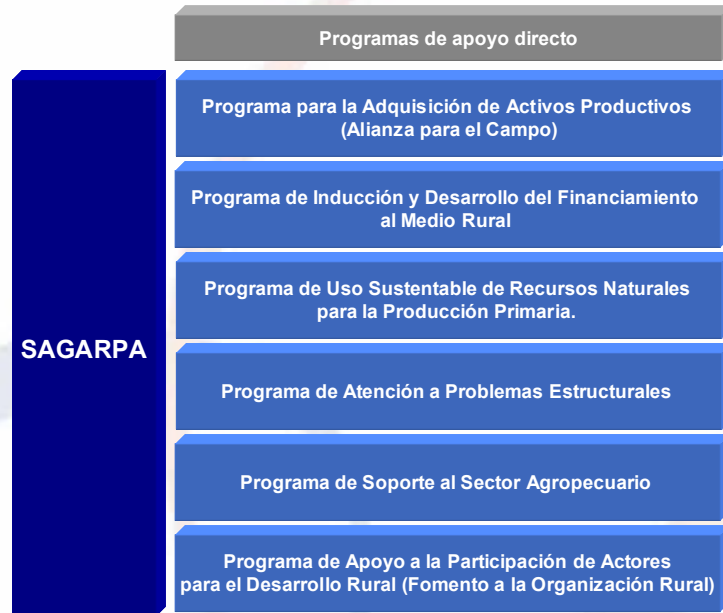 Programas de apoyo directo
SAGARPA
Programa para la Adquisición de Activos Productivos
(Alianza para el Campo)
Programa de Inducción y Desarrollo del Financiamiento
al Medio Rural
Programa de Uso Sustentable de Recursos Naturales
para la Producción Primaria.
Programa de Atención a Problemas Estructurales
Programa de Soporte al Sector Agropecuario
Programa de Apoyo a la Participación de Actores
para el Desarrollo Rural (Fomento a la Organización Rural)